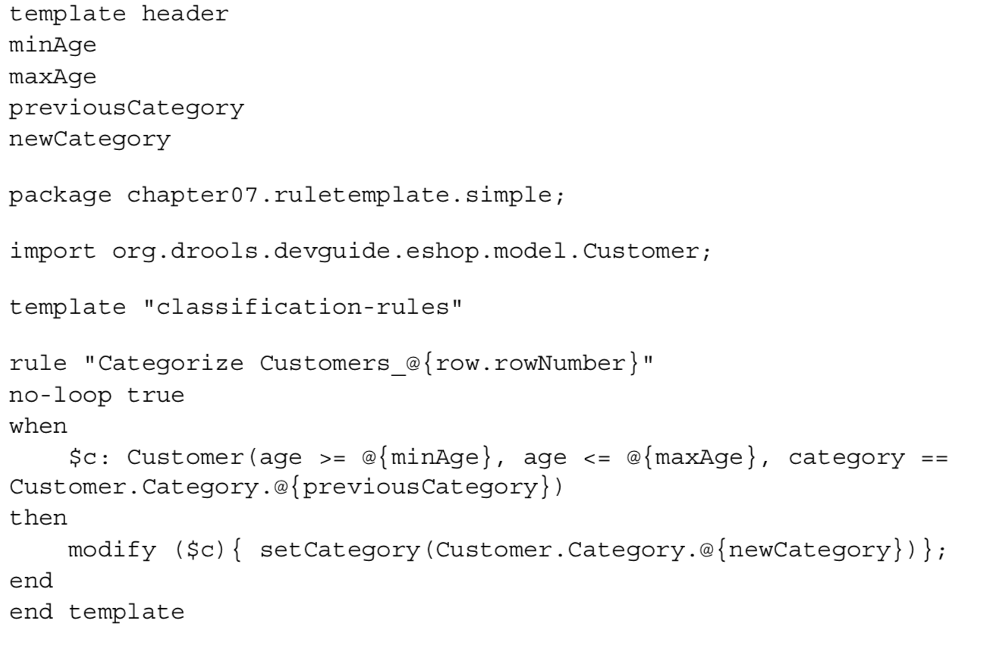 template header
minAge
maxAge
previousCategory
newCategory
package chapter07.ruletemplate.simple;
import org.drools.devguide.eshop.model.Customer;
template "classification-rules"
rule "Categorize Customers_@{row.rowNumber}"
no-loop true
when
    $c: Customer(age >= @{minAge}, age <= @{maxAge}, category ==
Customer.Category.@{previousCategory})
then
    modify ($c){ setCategory(Customer.Category.@{newCategory})};
end
end template